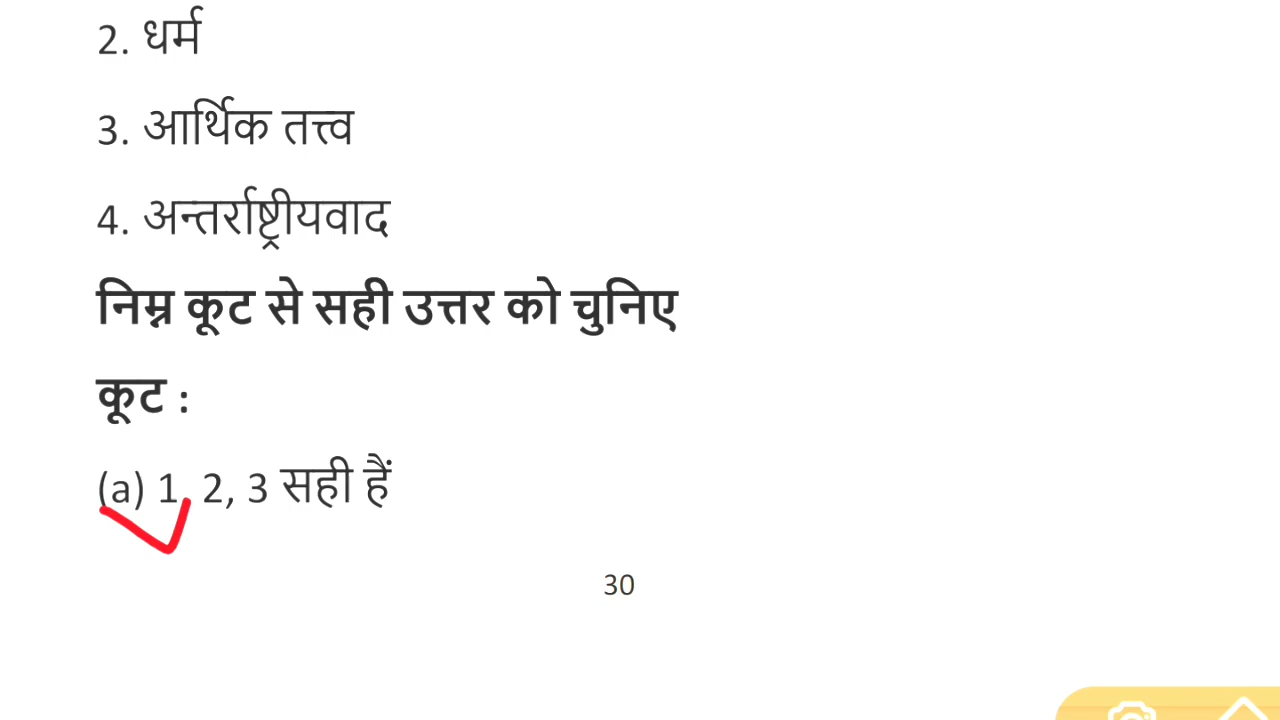 2. धर्म
3. आर्थिक तत्त्व
4. अन्तर्राष्ट्रीयवाद
निम्न कूट से सही उत्तर को चुनिए
कूट :
(a) 1, 2, 3 सही हैं
30